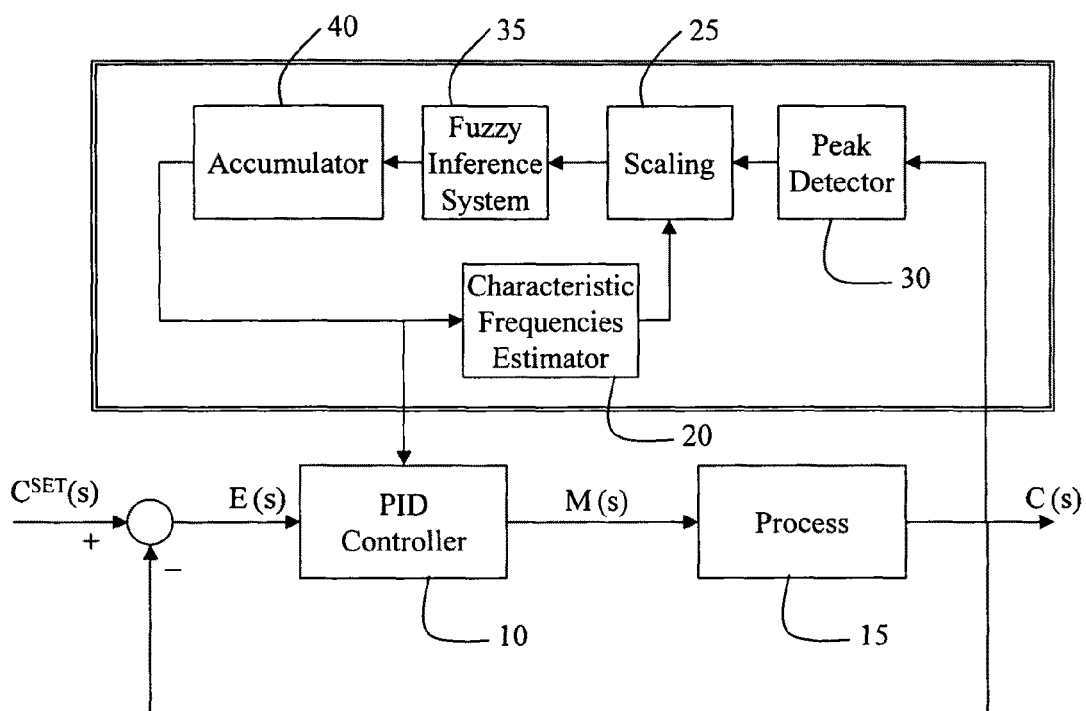 40
35
25
Accumulator
Fuzzy
Inference
System
Scaling
Peak
Detector
30
Characteristic
Frequencies
Estimator
20
C^SET(s)
+
−
E (s)
PID
Controller
10
M (s)
Process
15
C (s)